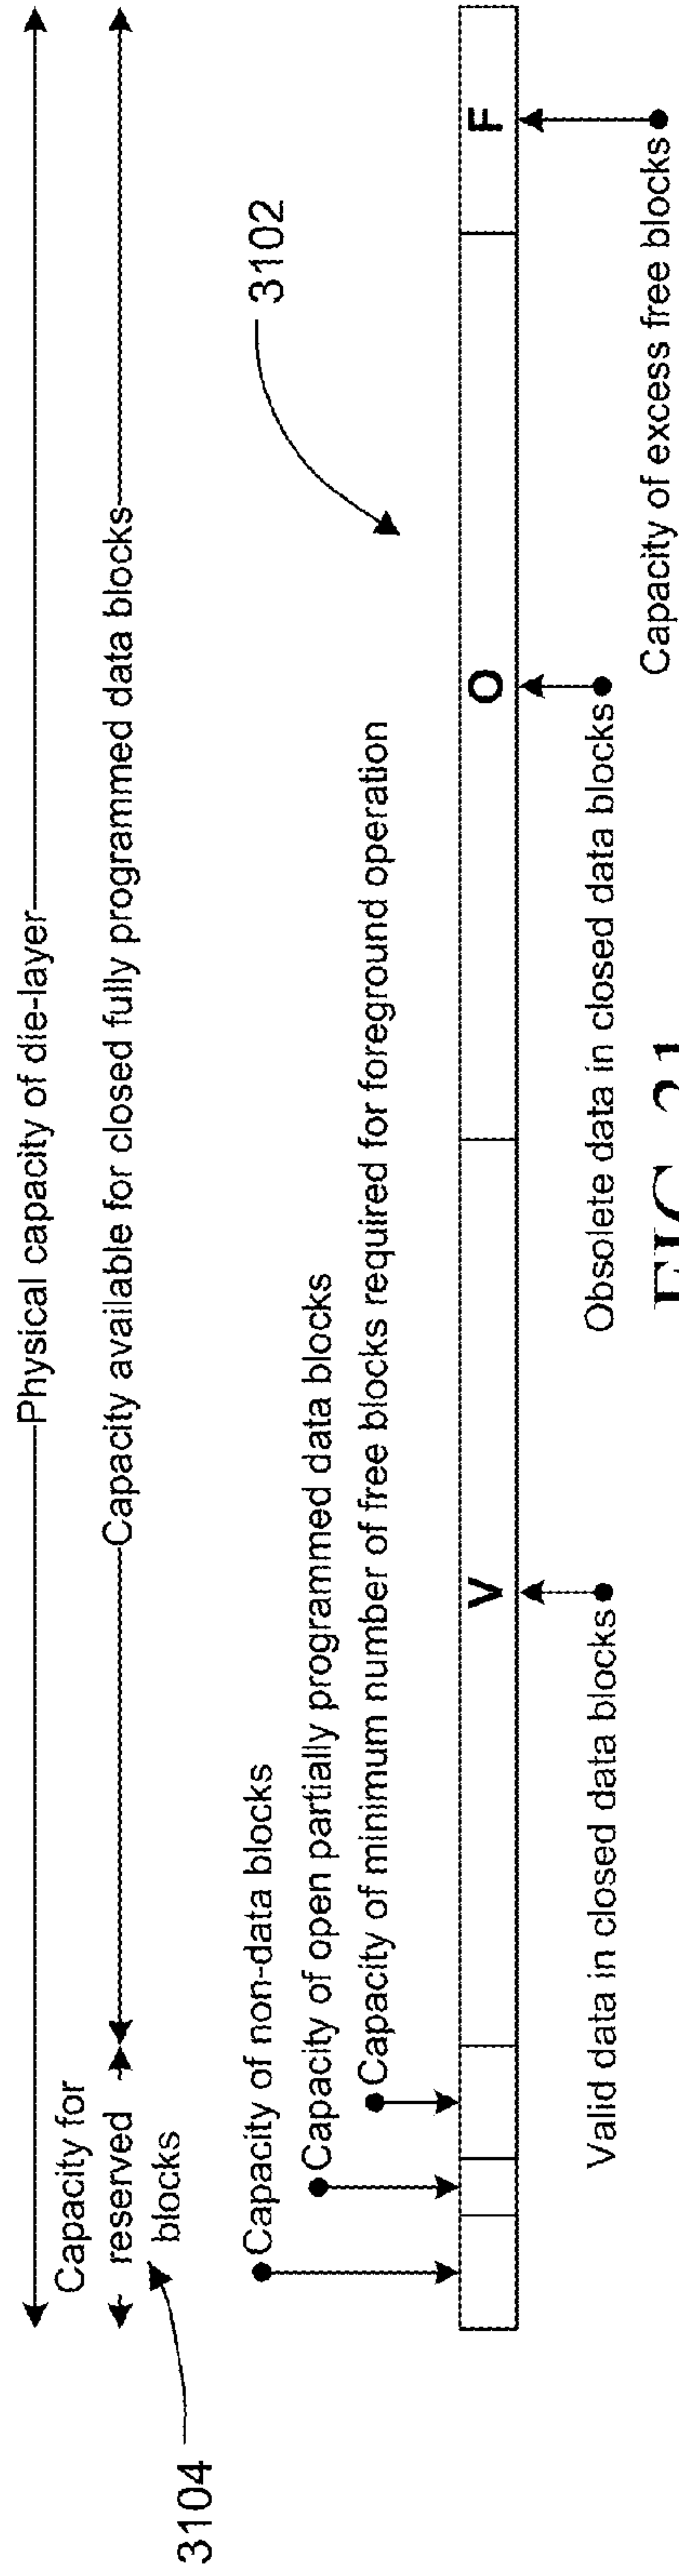 Physical capacity of die-layer
Capacity for
reserved
blocks
Capacity available for closed fully programmed data blocks
3104
3102
Capacity of non-data blocks
Capacity of open partially programmed data blocks
Capacity of minimum number of free blocks required for foreground operation
V
O
F
Valid data in closed data blocks
Obsolete data in closed data blocks
Capacity of excess free blocks
FIG